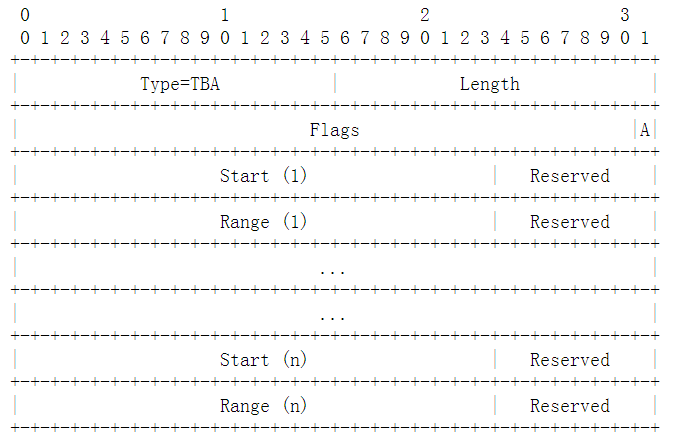 0                   1                   2                   3
 0 1 2 3 4 5 6 7 8 9 0 1 2 3 4 5 6 7 8 9 0 1 2 3 4 5 6 7 8 9 0 1
+-+-+-+-+-+-+-+-+-+-+-+-+-+-+-+-+-+-+-+-+-+-+-+-+-+-+-+-+-+-+-+-+
|            Type=TBA           |            Length             |
+-+-+-+-+-+-+-+-+-+-+-+-+-+-+-+-+-+-+-+-+-+-+-+-+-+-+-+-+-+-+-+-+
|                             Flags                           |A|
+-+-+-+-+-+-+-+-+-+-+-+-+-+-+-+-+-+-+-+-+-+-+-+-+-+-+-+-+-+-+-+-+
|                    Start (1)                  |   Reserved    |
+-+-+-+-+-+-+-+-+-+-+-+-+-+-+-+-+-+-+-+-+-+-+-+-+-+-+-+-+-+-+-+-+
|                    Range (1)                  |   Reserved    |
+-+-+-+-+-+-+-+-+-+-+-+-+-+-+-+-+-+-+-+-+-+-+-+-+-+-+-+-+-+-+-+-+
|                              ...                              |
+-+-+-+-+-+-+-+-+-+-+-+-+-+-+-+-+-+-+-+-+-+-+-+-+-+-+-+-+-+-+-+-+
|                              ...                              |
+-+-+-+-+-+-+-+-+-+-+-+-+-+-+-+-+-+-+-+-+-+-+-+-+-+-+-+-+-+-+-+-+
|                    Start (n)                  |   Reserved    |
+-+-+-+-+-+-+-+-+-+-+-+-+-+-+-+-+-+-+-+-+-+-+-+-+-+-+-+-+-+-+-+-+
|                    Range (n)                  |   Reserved    |
+-+-+-+-+-+-+-+-+-+-+-+-+-+-+-+-+-+-+-+-+-+-+-+-+-+-+-+-+-+-+-+-+